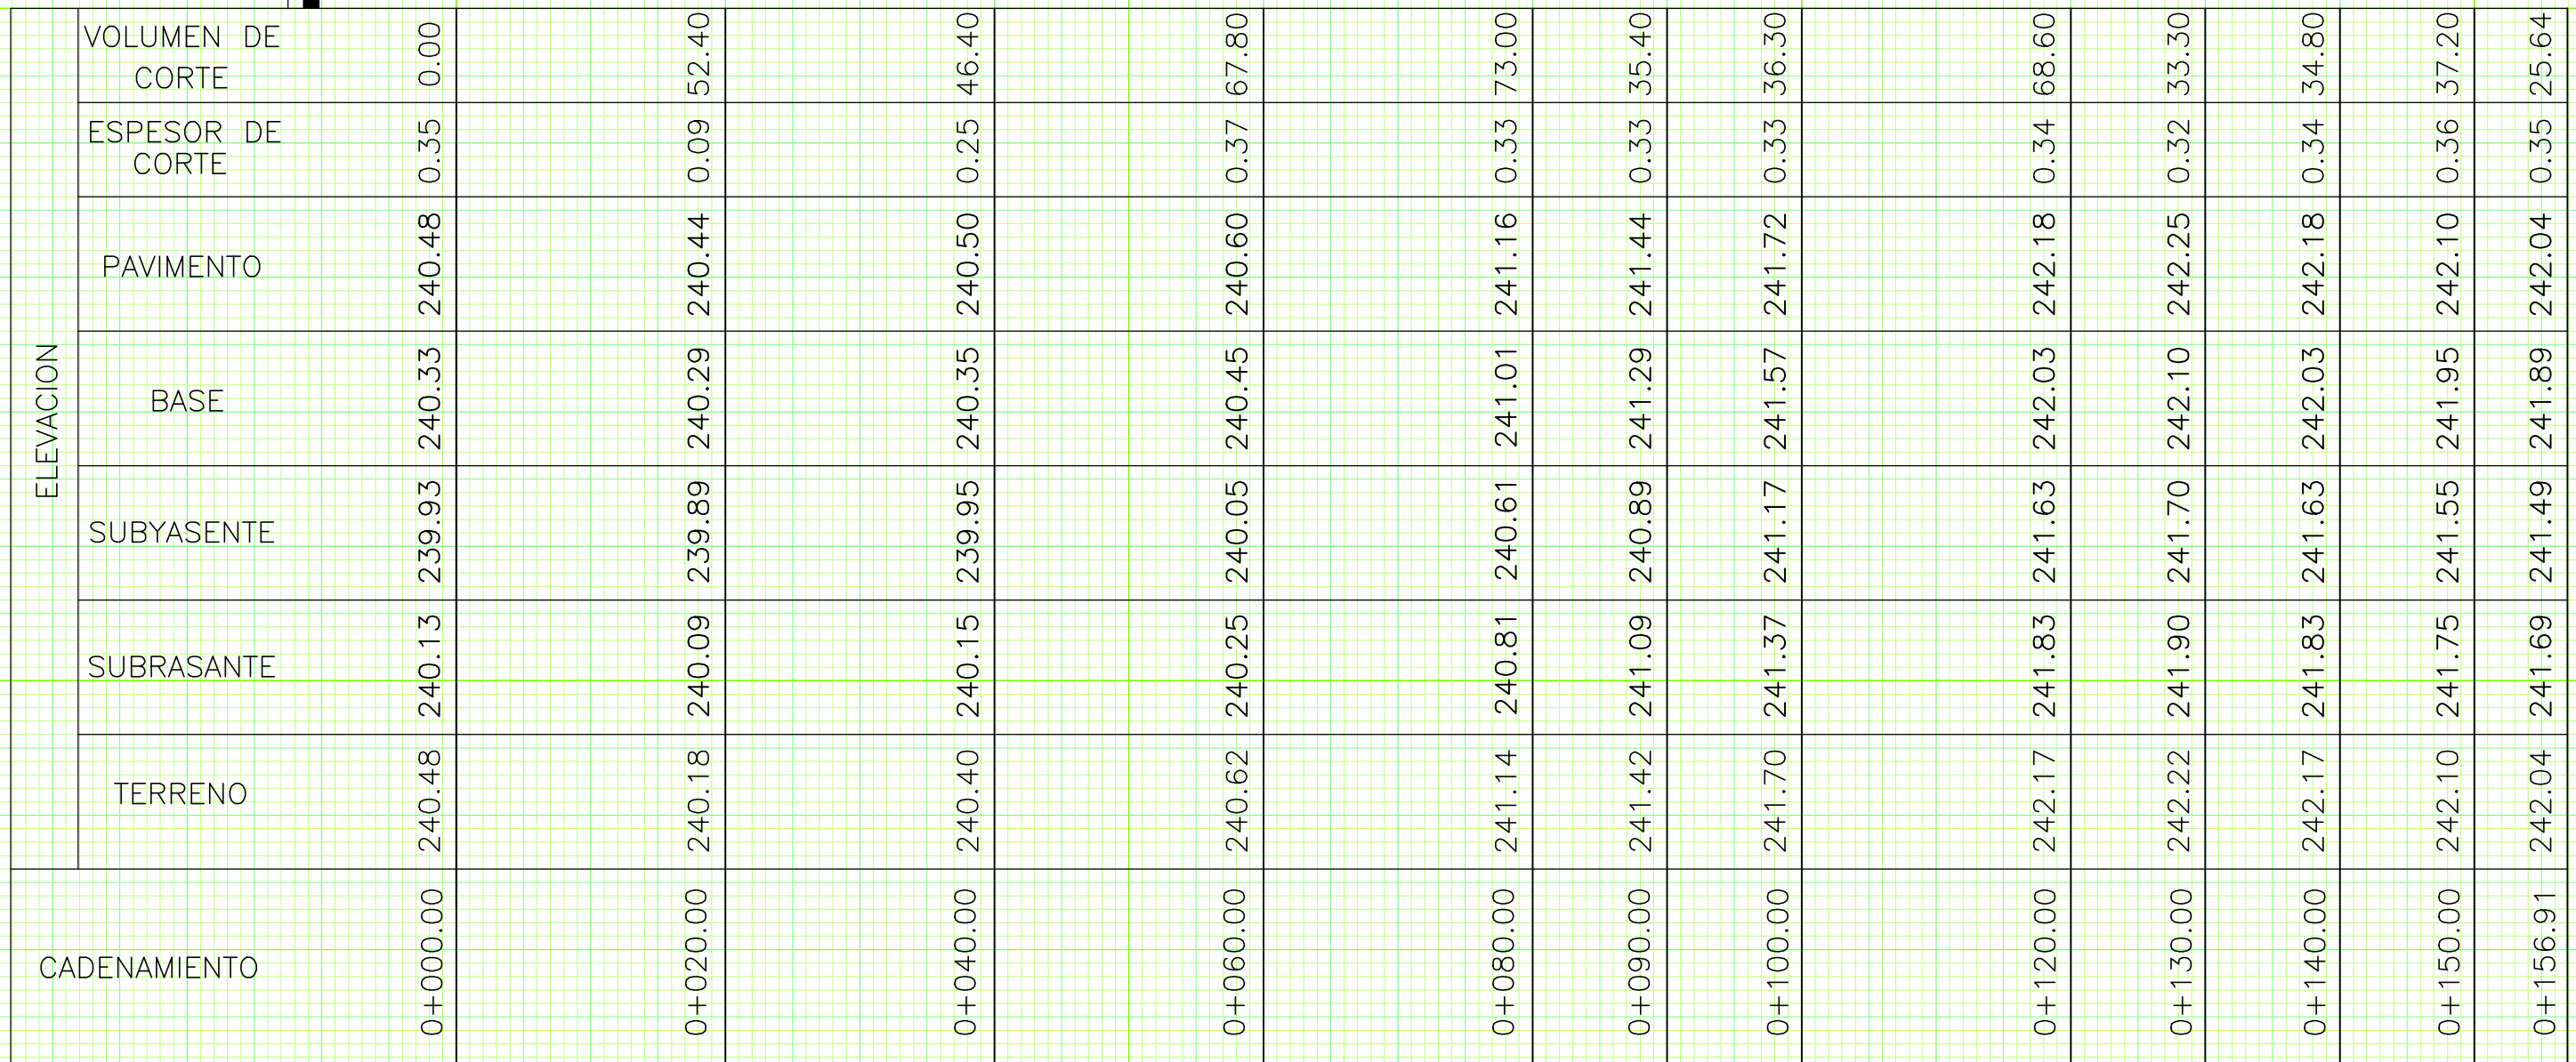 VOLUMEN DE
CORTE
0.00 52.40 46.40 67.80 73.00 35.40 36.30 68.60 33.30 34.80 37.20 25.64
ESPESOR DE
CORTE
0.35 0.09 0.25 0.37 0.33 0.33 0.33 0.34 0.32 0.34 0.36 0.35
ELEVACION
PAVIMENTO 240.48 240.44 240.50 240.60 241.16 241.44 241.72 242.18 242.25 242.18 242.10 242.04
BASE 240.33 240.29 240.35 240.45 241.01 241.29 241.57 242.03 242.10 242.03 241.95 241.89
SUBYASENTE 239.93 239.89 239.95 240.05 240.61 240.89 241.17 241.63 241.70 241.63 241.55 241.49
SUBRASANTE 240.13 240.09 240.15 240.25 240.81 241.09 241.37 241.83 241.90 241.83 241.75 241.69
TERRENO 240.48 240.18 240.40 240.62 241.14 241.42 241.70 242.17 242.22 242.17 242.10 242.04
CADENAMIENTO 0+000.00 0+020.00 0+040.00 0+060.00 0+080.00 0+090.00 0+100.00 0+120.00 0+130.00 0+140.00 0+150.00 0+156.91